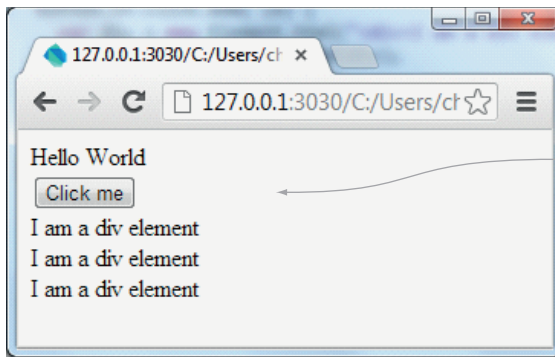 127.0.0.1:3030/C:/Users/ch
127.0.0.1:3030/C:/Users/ch
Hello World
Click me
I am a div element
I am a div element
I am a div element